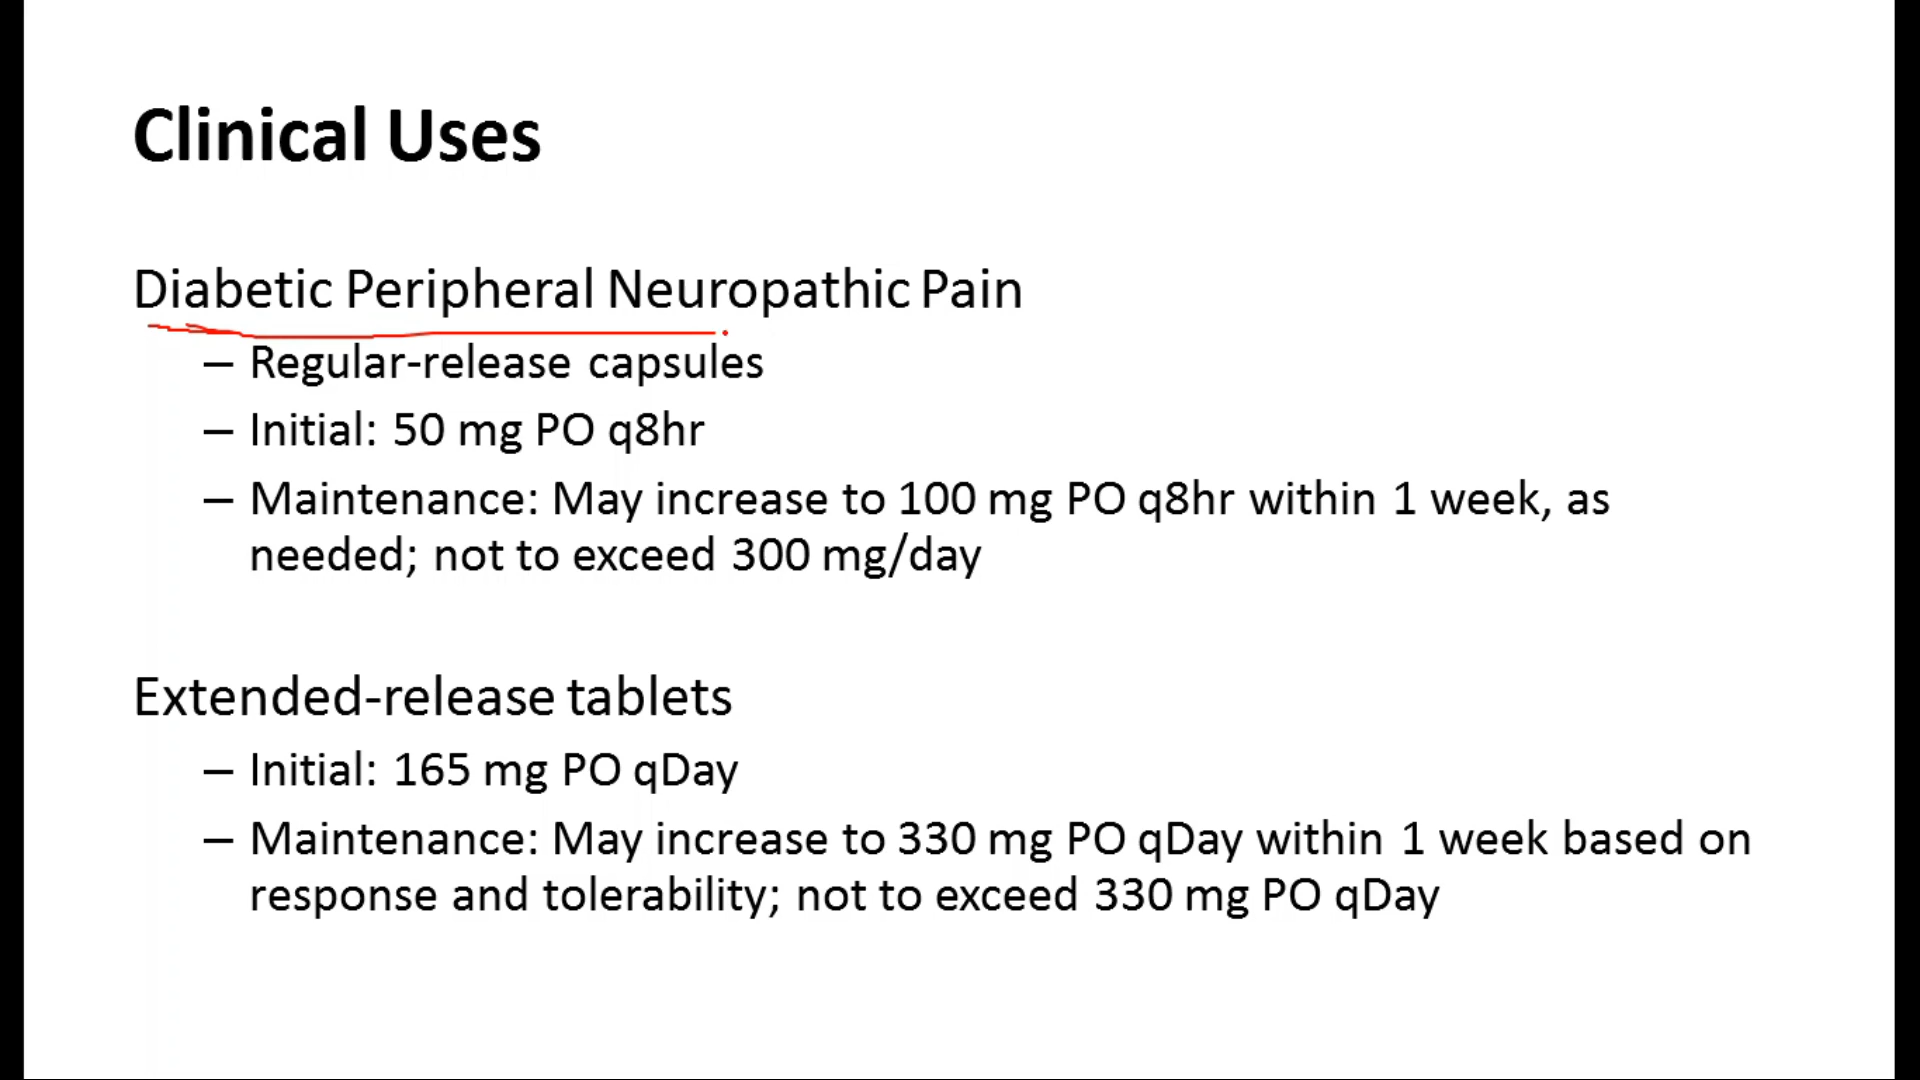 Clinical Uses
Diabetic Peripheral Neuropathic Pain
– Regular-release capsules
– Initial: 50 mg PO q8hr
– Maintenance: May increase to 100 mg PO q8hr within 1 week, as
needed; not to exceed 300 mg/day
Extended-release tablets
– Initial: 165 mg PO qDay
– Maintenance: May increase to 330 mg PO qDay within 1 week based on
response and tolerability; not to exceed 330 mg PO qDay